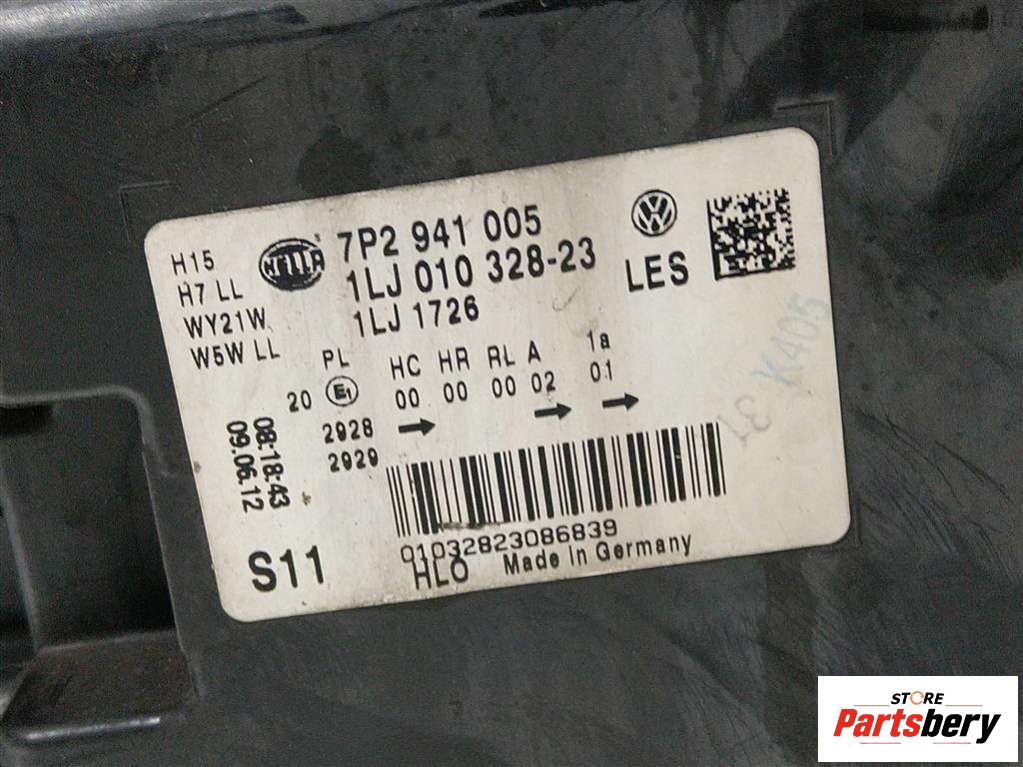 H15
H7 LL
WY21W
W5W LL
HELLA
7P2 941 005
1LJ 010 328-23
1LJ 1726
LES
PL HC HR RL A 1a
20 E1 00 00 00 02 01
2928
2929
08:18:43
09.06.12
S11
01032823086839
HLO Made in Germany
K405
STORE
Partsbery